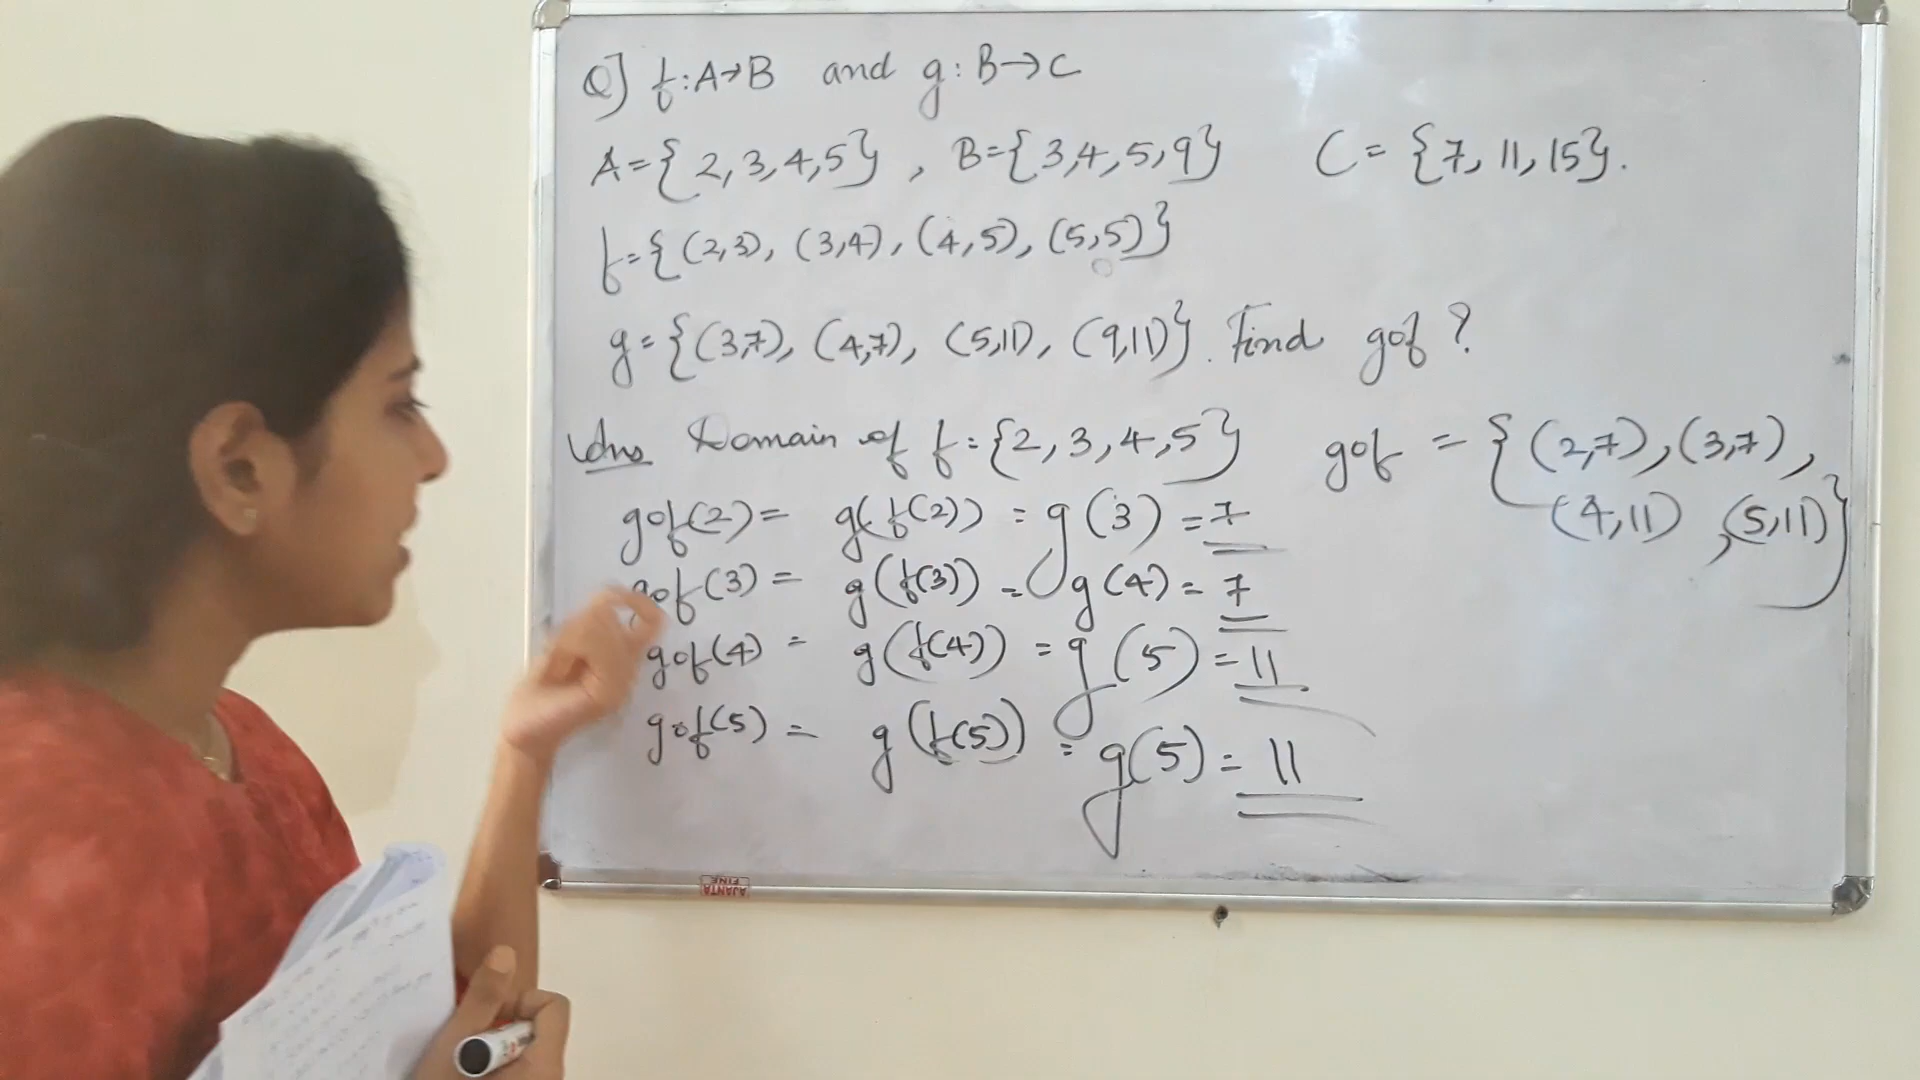 Q] f:A→B and g:B→C
A={2,3,4,5}, B={3,4,5,9} C={7,11,15}.
f={(2,3), (3,4), (4,5), (5,5)}
g={(3,7), (4,7), (5,11), (9,11)}. Find gof?
Ans Domain of f={2,3,4,5}
gof(2)= g(f(2)) = g(3) = 7
gof(3) = g(f(3)) = g(4) = 7
gof(4) = g(f(4)) = g(5) = 11
gof(5) = g(f(5)) = g(5) = 11
gof = {(2,7),(3,7),
(4,11),(5,11)}
AJANTA
FINE